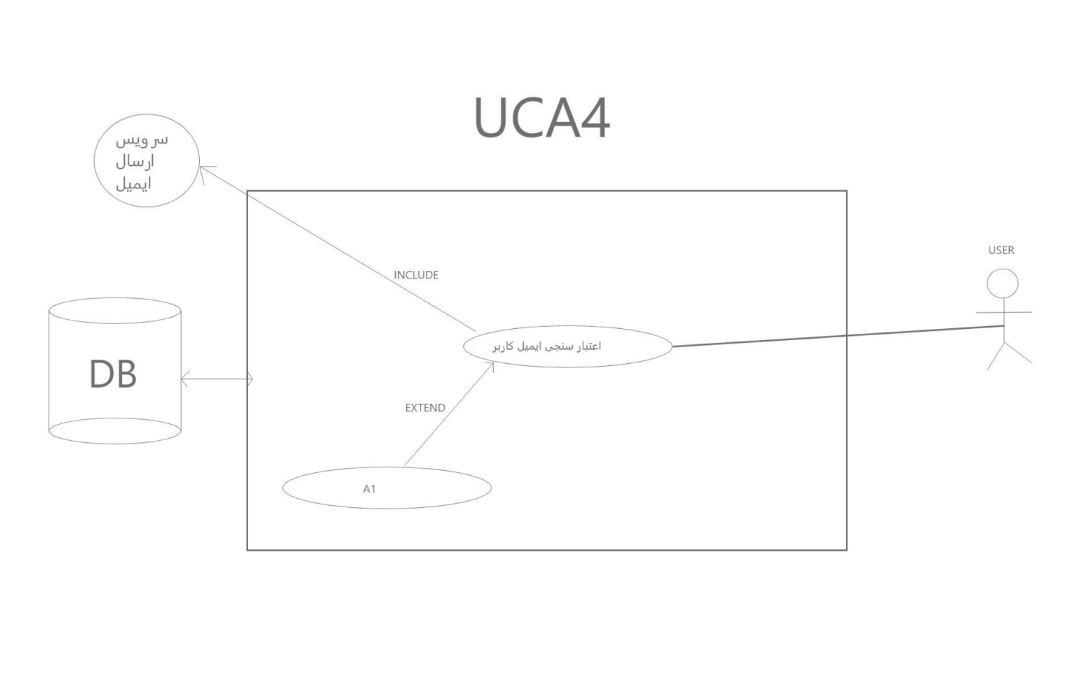 UCA4
سرویس
ارسال
ایمیل
USER
INCLUDE
اعتبار سنجی ایمیل کاربر
DB
EXTEND
A1